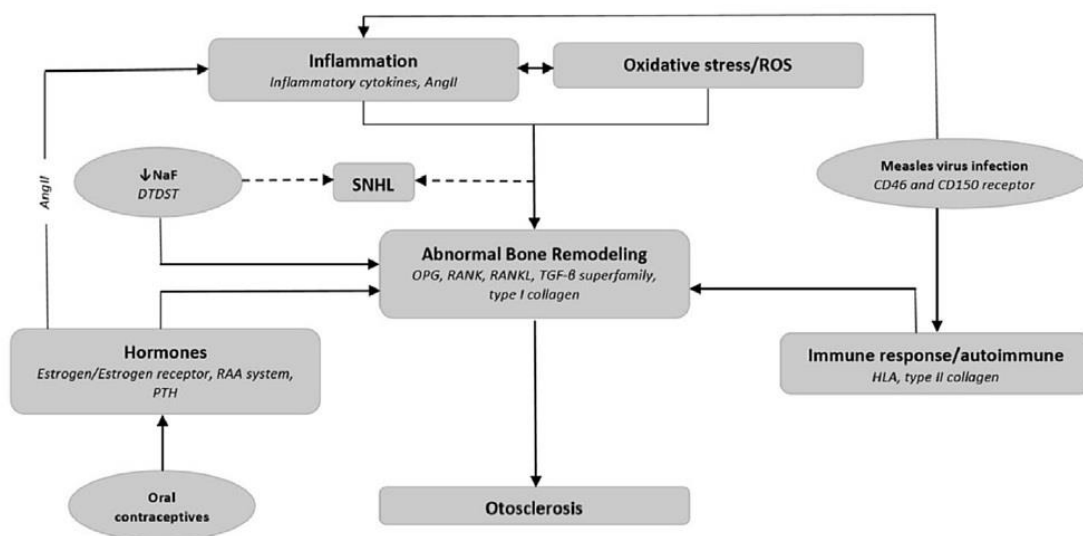 Inflammation
Inflammatory cytokines, AngII
Oxidative stress/ROS
AngII
↓NaF
DTDST
SNHL
Measles virus infection
CD46 and CD150 receptor
Abnormal Bone Remodeling
OPG, RANK, RANKL, TGF-β superfamily,
type I collagen
Hormones
Estrogen/Estrogen receptor, RAA system,
PTH
Immune response/autoimmune
HLA, type II collagen
Oral
contraceptives
Otosclerosis